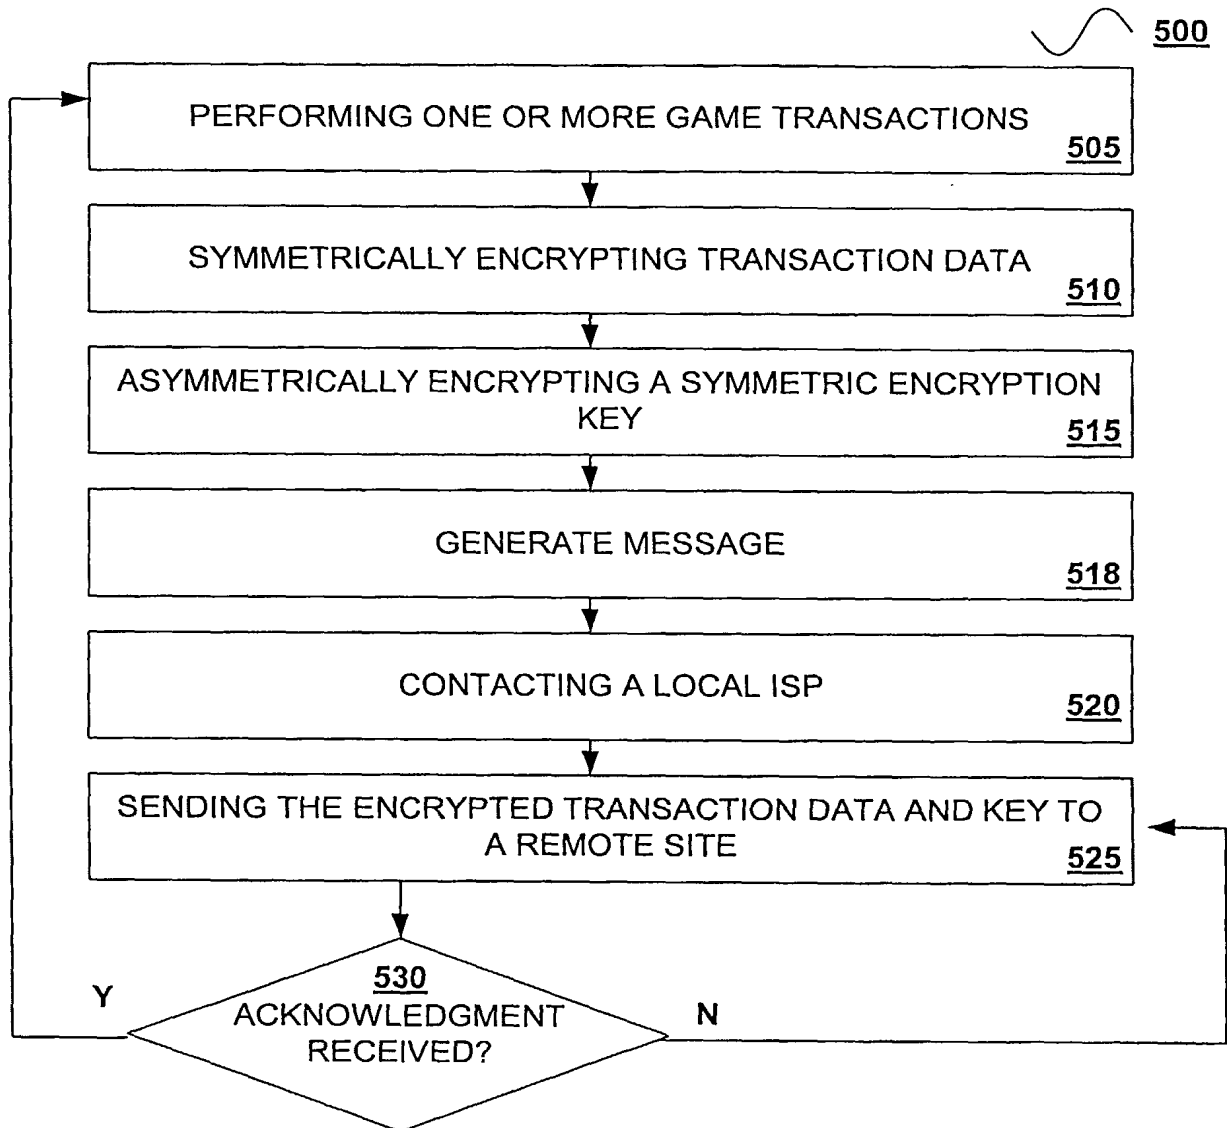 500
PERFORMING ONE OR MORE GAME TRANSACTIONS
505
SYMMETRICALLY ENCRYPTING TRANSACTION DATA
510
ASYMMETRICALLY ENCRYPTING A SYMMETRIC ENCRYPTION
KEY
515
GENERATE MESSAGE
518
CONTACTING A LOCAL ISP
520
SENDING THE ENCRYPTED TRANSACTION DATA AND KEY TO
A REMOTE SITE
525
530
Y
ACKNOWLEDGMENT
N
RECEIVED?